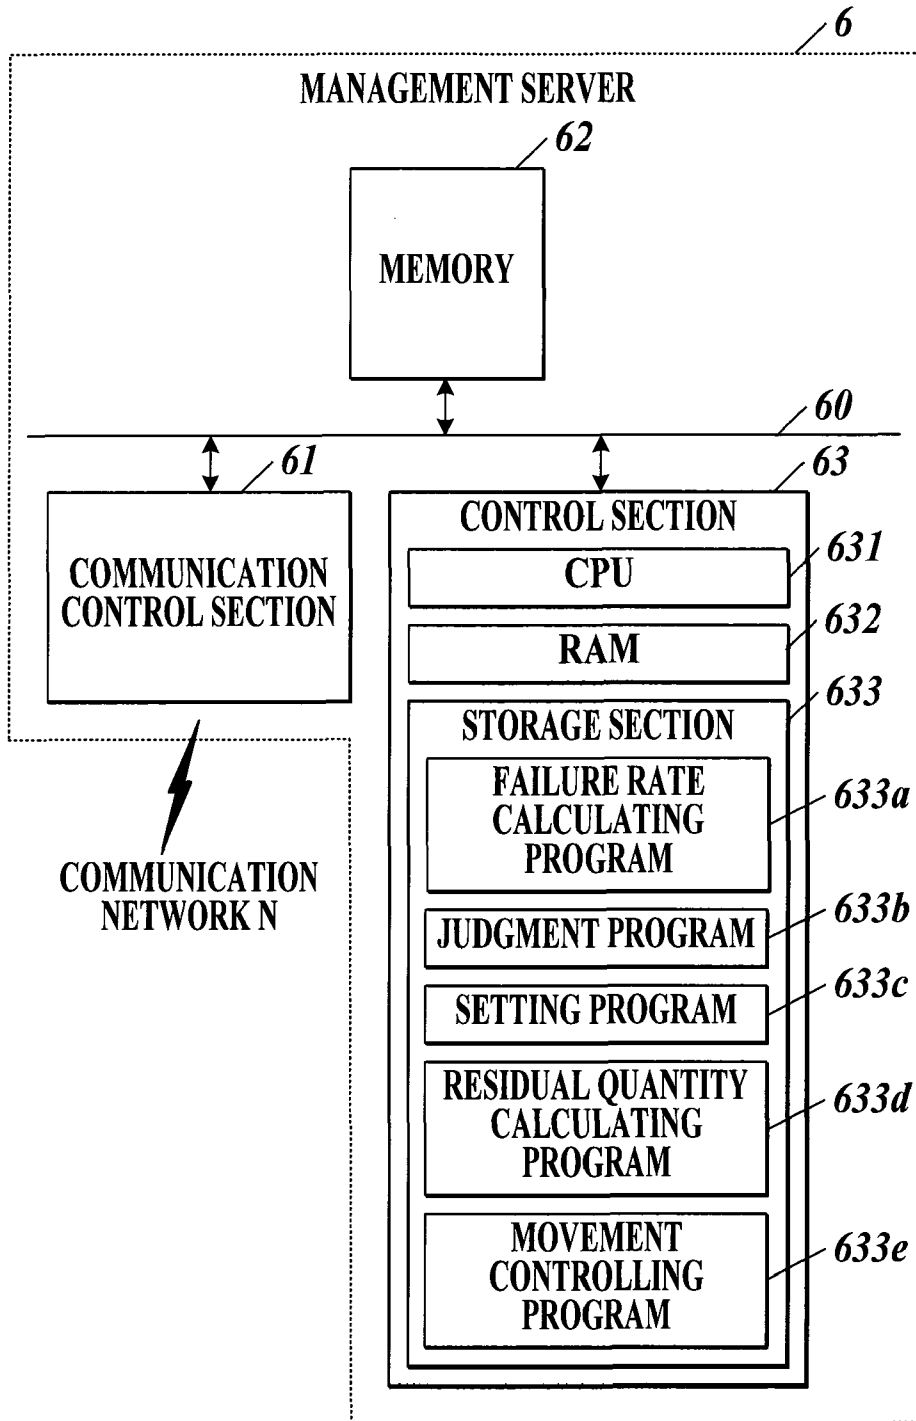 6
MANAGEMENT SERVER
62
MEMORY
60
61
63
COMMUNICATION
CONTROL SECTION
CONTROL SECTION
CPU
631
RAM
632
STORAGE SECTION
633
FAILURE RATE
CALCULATING
PROGRAM
633a
JUDGMENT PROGRAM
633b
SETTING PROGRAM
633c
RESIDUAL QUANTITY
CALCULATING
PROGRAM
633d
MOVEMENT
CONTROLLING
PROGRAM
633e
COMMUNICATION
NETWORK N